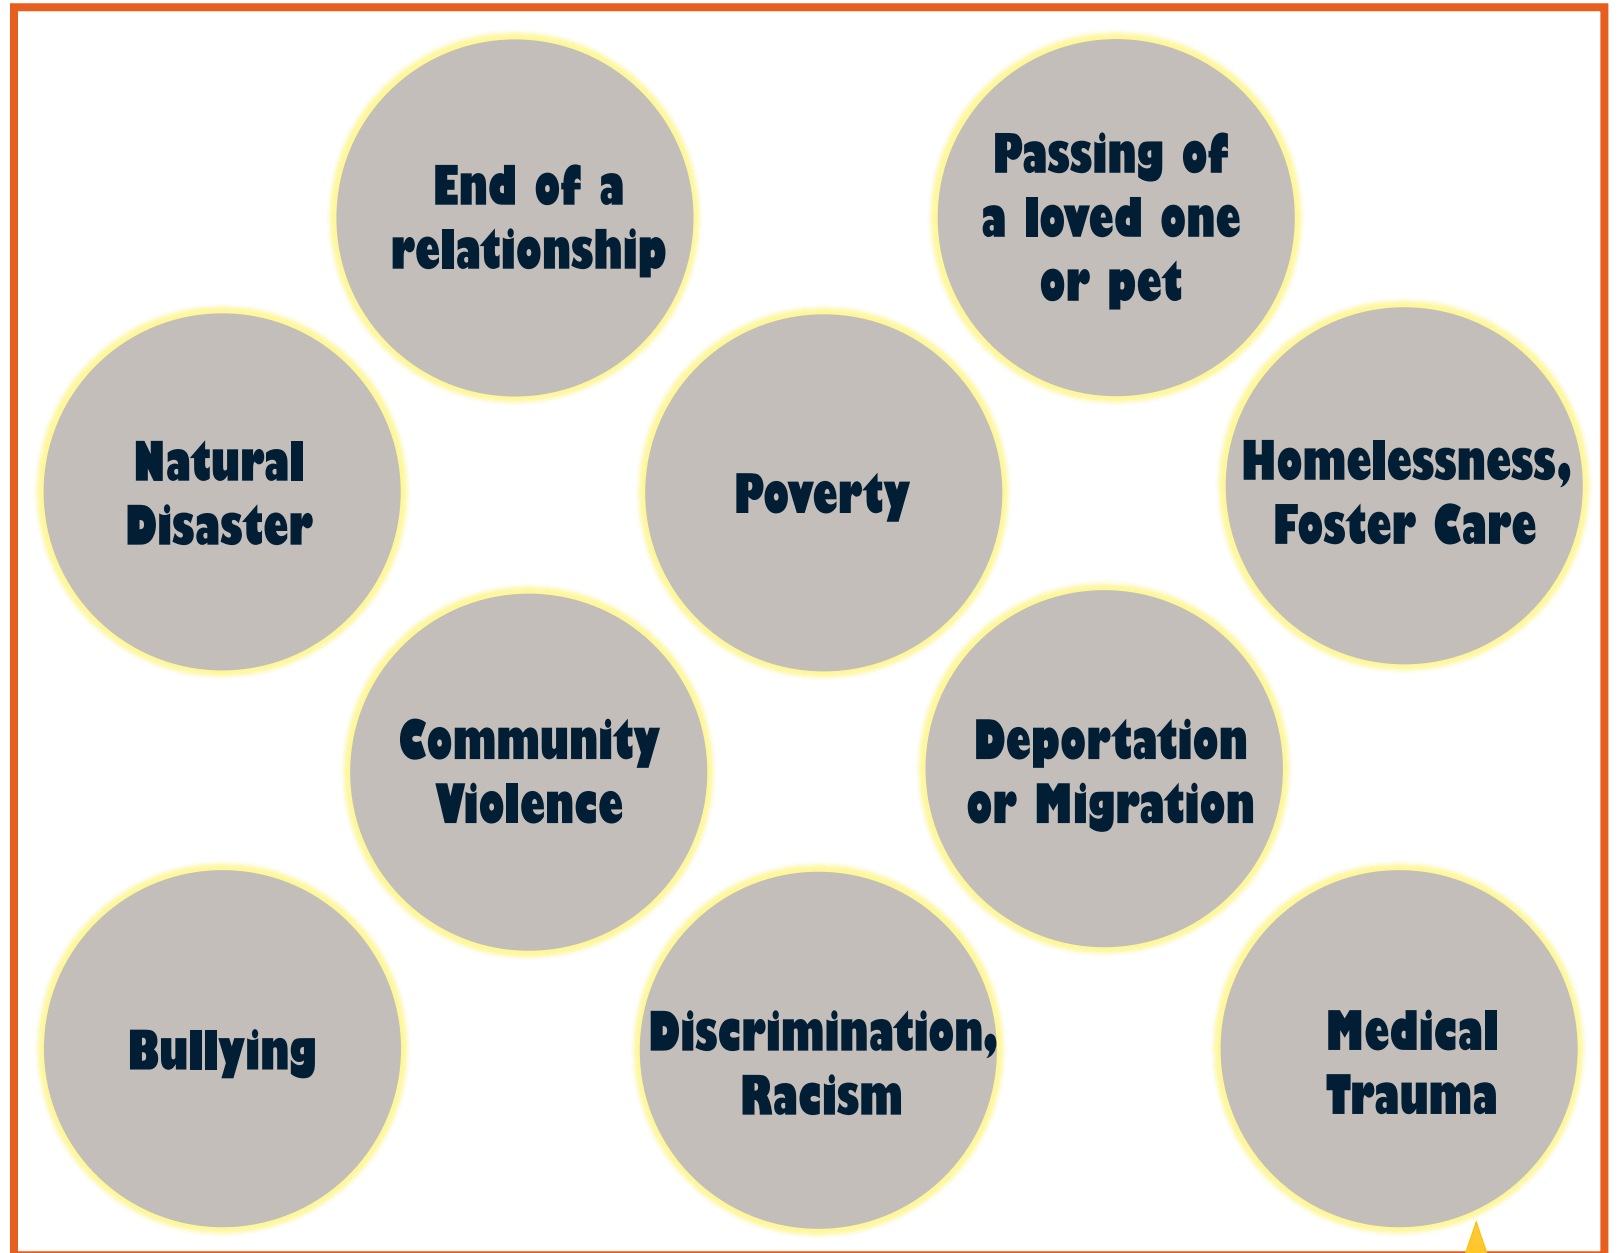 End of a
relationship
Passing of
a loved one
or pet
Natural
Disaster
Poverty
Homelessness,
Foster Care
Community
Violence
Deportation
or Migration
Bullying
Discrimination,
Racism
Medical
Trauma